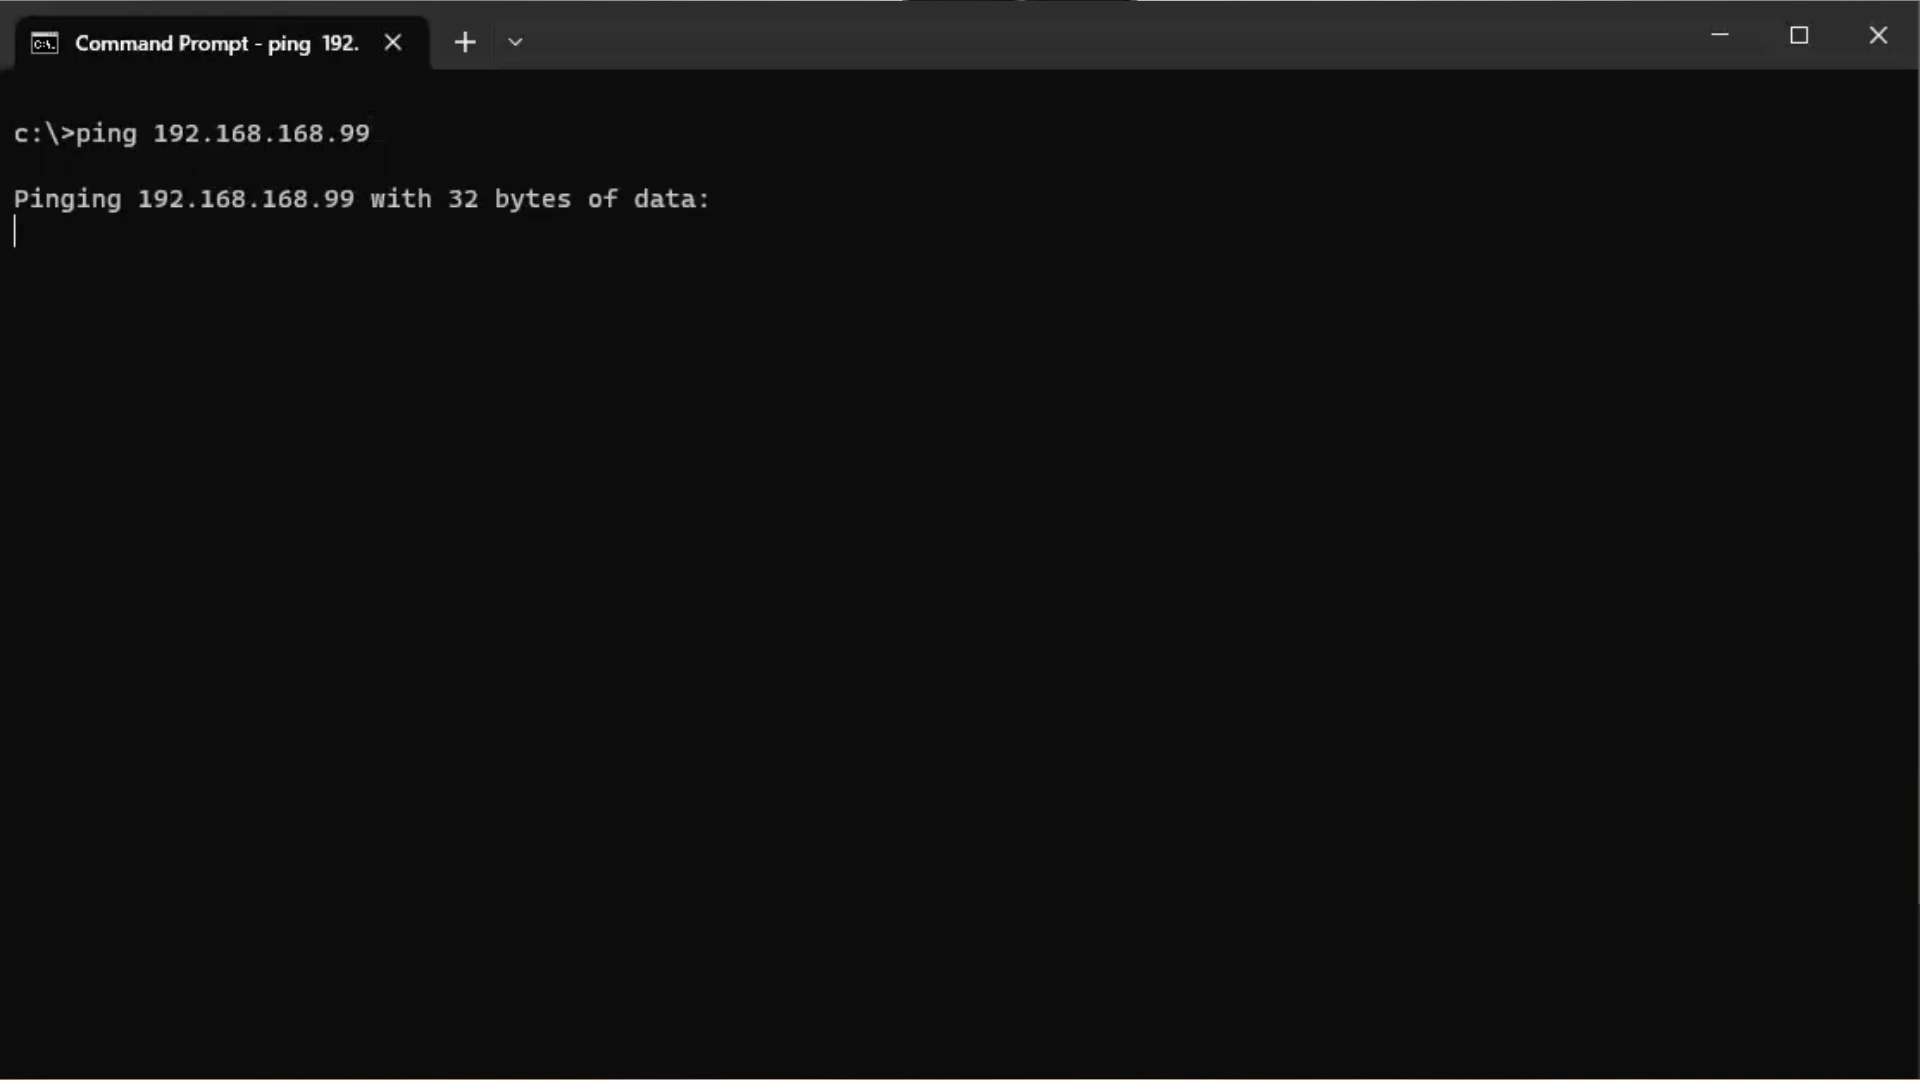 Command Prompt - ping 192.
c:\>ping 192.168.168.99
Pinging 192.168.168.99 with 32 bytes of data: